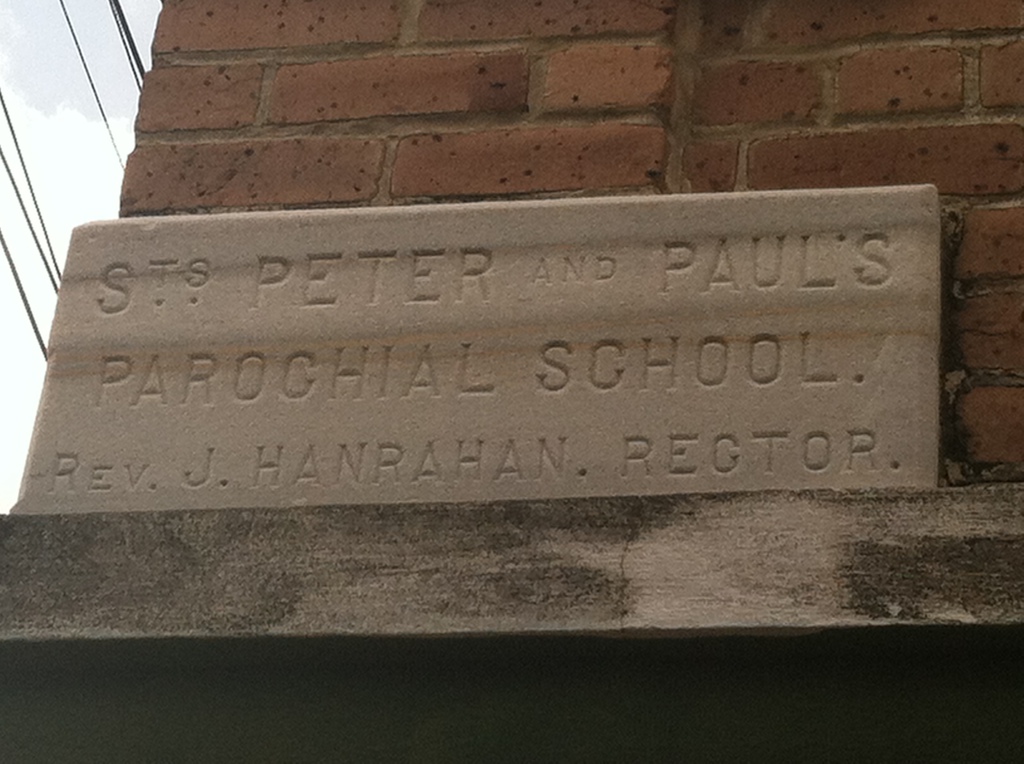 STS. PETER AND PAUL'S
PAROCHIAL SCHOOL.
REV. J. HANRAHAN. RECTOR.